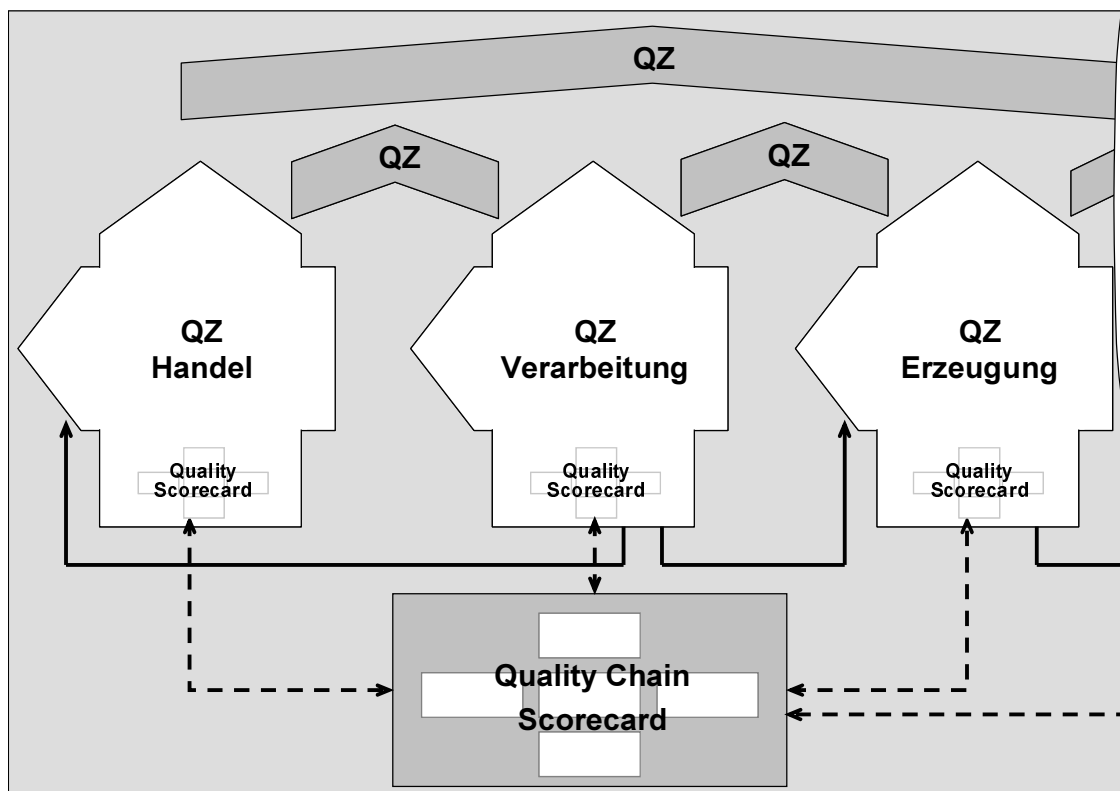 QZ
QZ
QZ
QZ
Handel
QZ
Verarbeitung
QZ
Erzeugung
Quality
Scorecard
Quality
Scorecard
Quality
Scorecard
Quality Chain
Scorecard